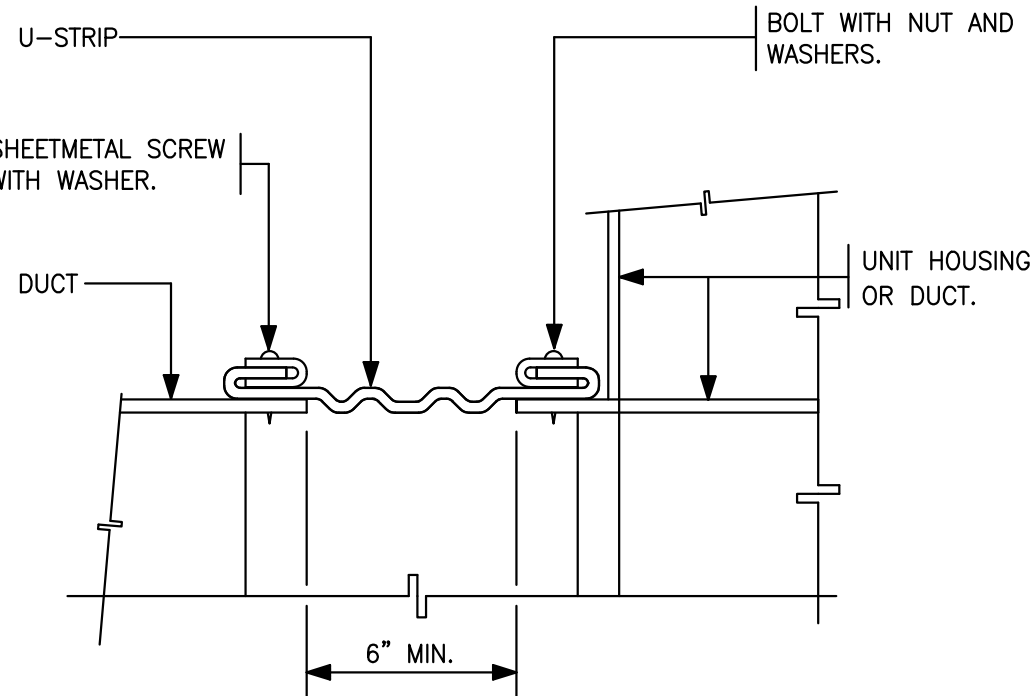 U-STRIP
BOLT WITH NUT AND
WASHERS.
SHEETMETAL SCREW
WITH WASHER.
DUCT
UNIT HOUSING
OR DUCT.
6" MIN.